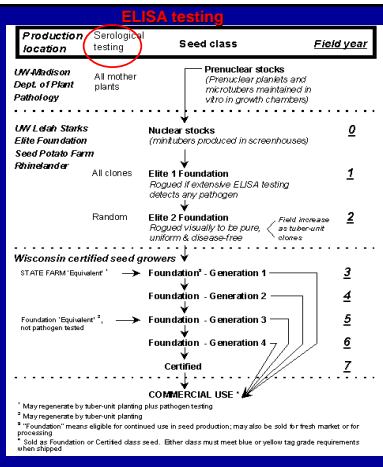 ELISA testing
Production location
Serological testing
Seed class
Field year
UW-Madison
Dept. of Plant
Pathology
All mother
plants
Prenuclear stocks
(Prenuclear planlets and
microtubers maintained in
vitro in growth chambers)
UW Lelah Starks
Elite Foundation
Seed Potato Farm
Rhinelander
Nuclear stocks
(minitubers produced in screenhouses)
0
All clones
Elite 1 Foundation
Rogued if extensive ELISA testing
detects any pathogen
1
Random
Elite 2 Foundation
Rogued visually to be pure,
uniform & disease-free
Field increase
as tuber-unit
clones
2
Wisconsin certified seed growers
STATE FARM 'Equivalent' ¹
Foundation³ - Generation 1
3
Foundation - Generation 2
4
Foundation 'Equivalent' ²,
not pathogen tested
Foundation - Generation 3
5
Foundation - Generation 4
6
Certified
7
COMMERCIAL USE ⁴
¹ May regenerate by tuber-unit planting plus pathogen testing
² May regenerate by tuber-unit planting
³ "Foundation" means eligible for continued use in seed production; may also be sold for fresh market or for
processing
⁴ Sold as Foundation or Certified class seed. Either class must meet blue or yellow tag grade requirements
when shipped